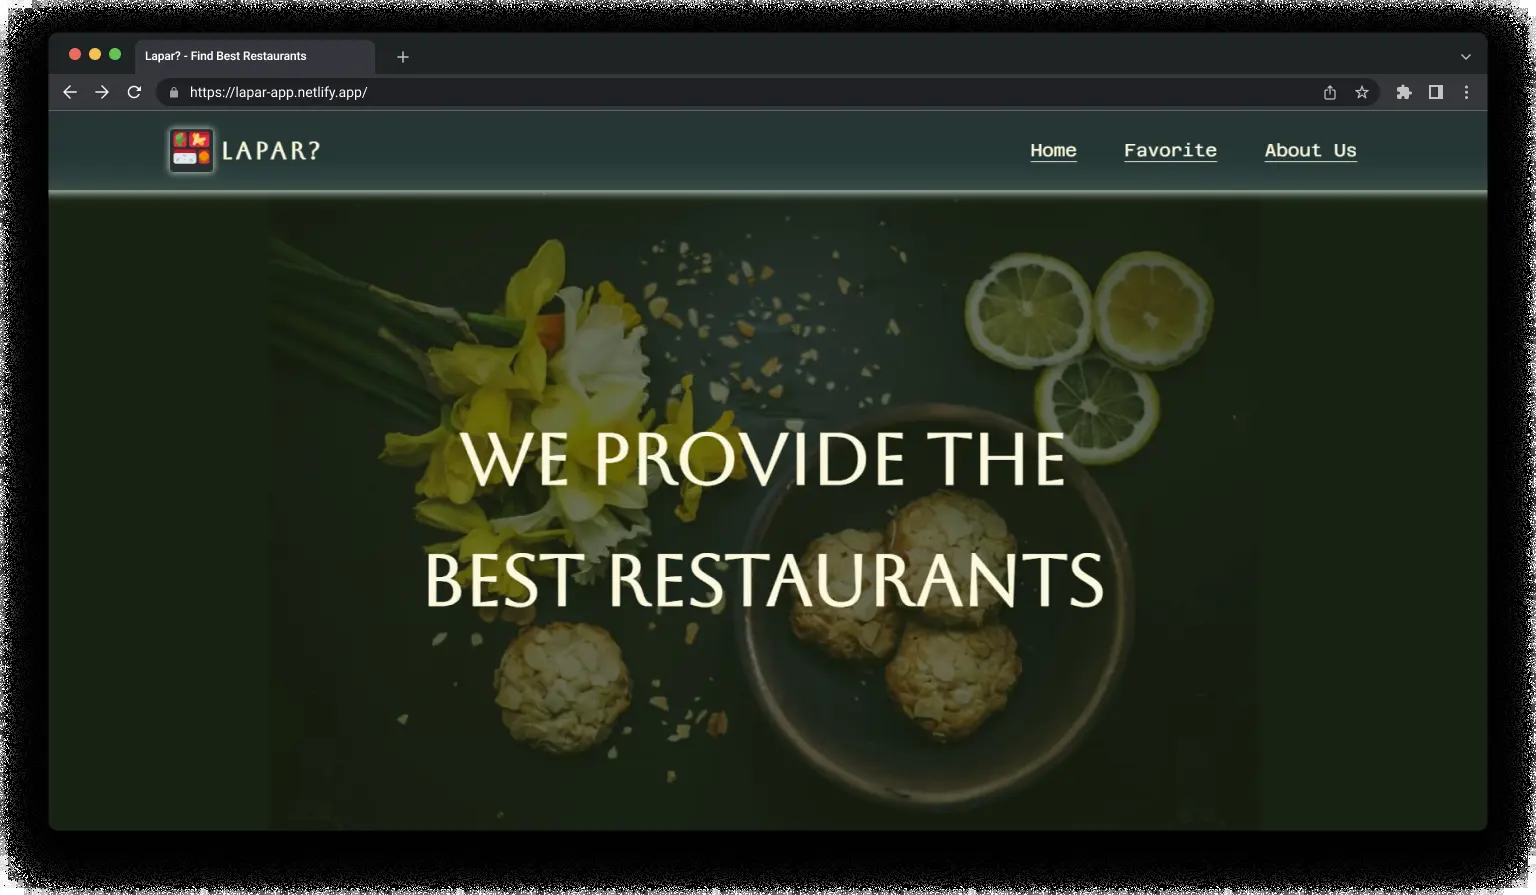 Lapar? - Find Best Restaurants
https://lapar-app.netlify.app/
LAPAR?
Home Favorite About Us
WE PROVIDE THE
BEST RESTAURANTS